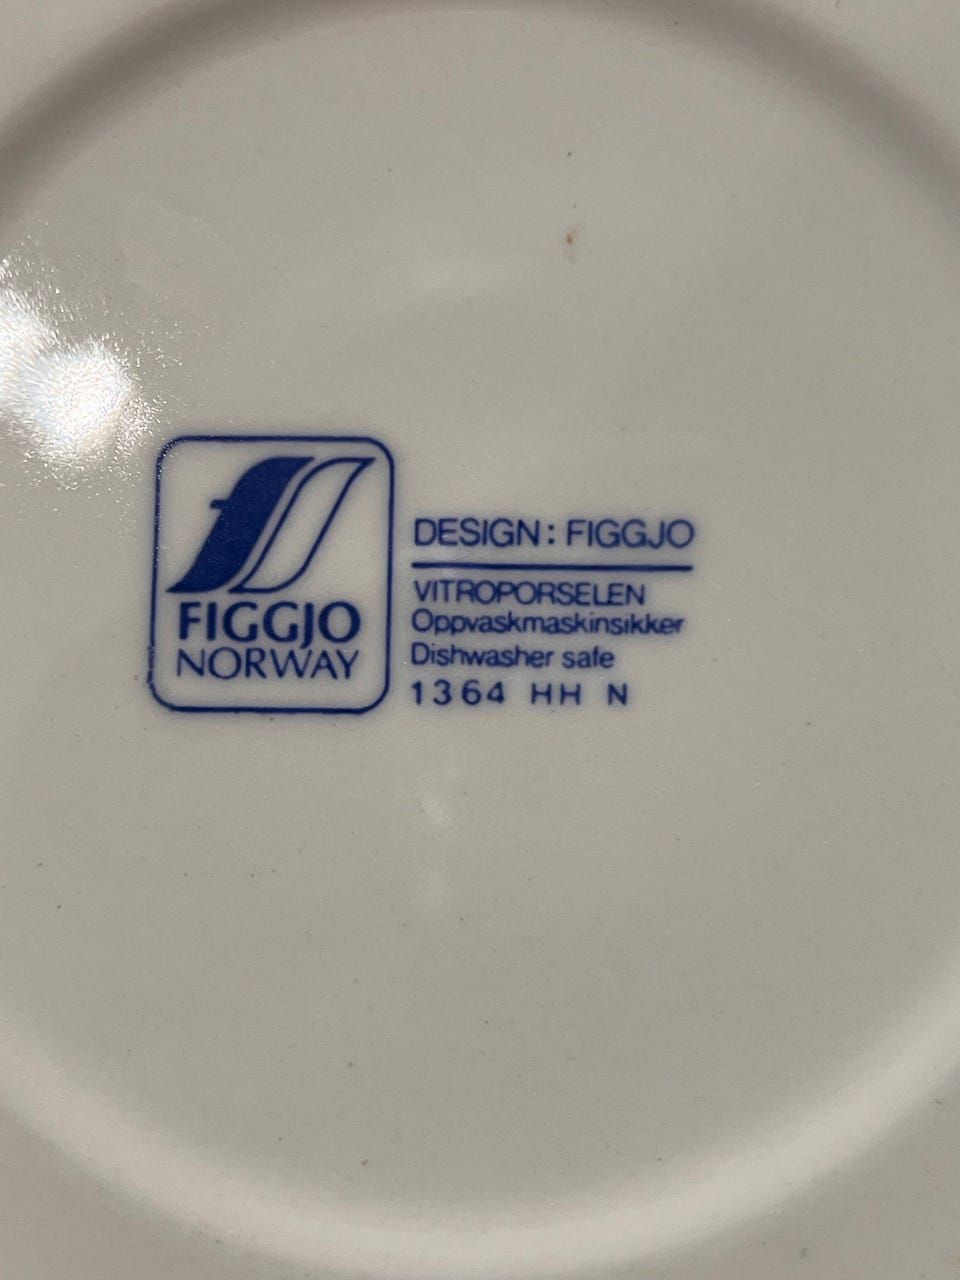 FIGGJO
NORWAY
DESIGN: FIGGJO
VITROPORSELEN
Oppvaskmaskinsikker
Dishwasher safe
1364 HH N